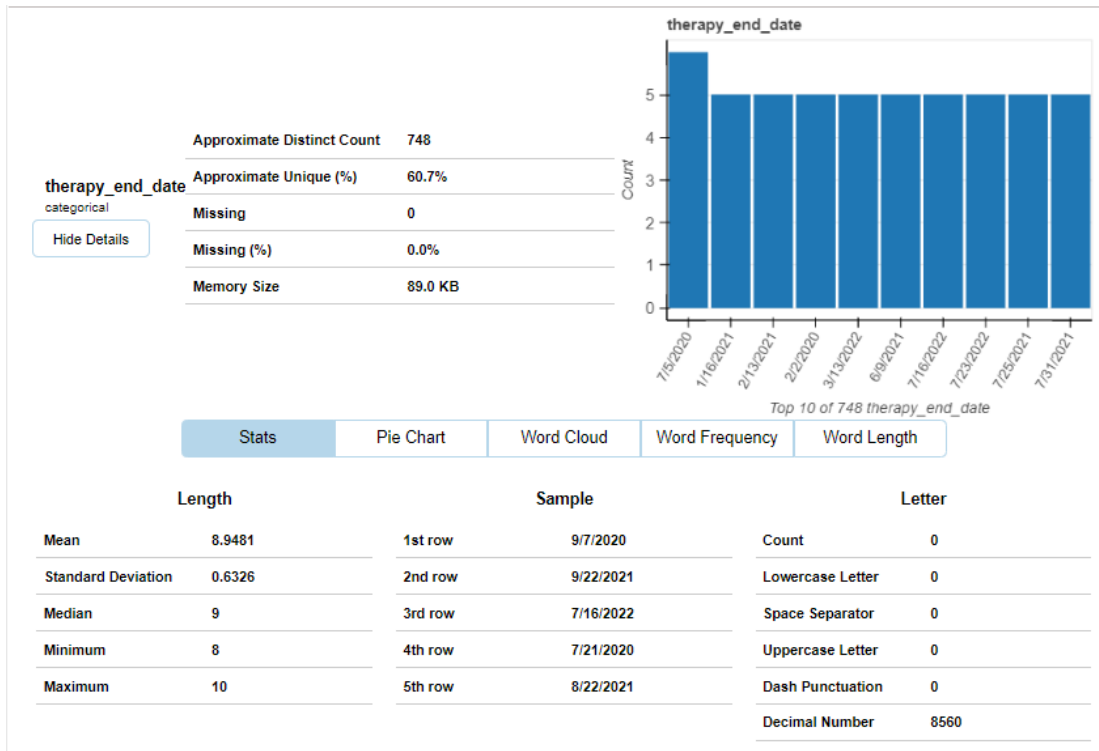 therapy_end_date
categorical
Hide Details
Approximate Distinct Count 748
Approximate Unique (%) 60.7%
Missing 0
Missing (%) 0.0%
Memory Size 89.0 KB
therapy_end_date
Count
5
4
3
2
1
0
7/5/2020
1/16/2021
2/13/2021
2/2/2020
3/13/2022
6/9/2021
7/16/2022
7/23/2022
7/25/2021
7/31/2021
Top 10 of 748 therapy_end_date
Stats Pie Chart Word Cloud Word Frequency Word Length
Length
Mean 8.9481
Standard Deviation 0.6326
Median 9
Minimum 8
Maximum 10
Sample
1st row 9/7/2020
2nd row 9/22/2021
3rd row 7/16/2022
4th row 7/21/2020
5th row 8/22/2021
Letter
Count 0
Lowercase Letter 0
Space Separator 0
Uppercase Letter 0
Dash Punctuation 0
Decimal Number 8560